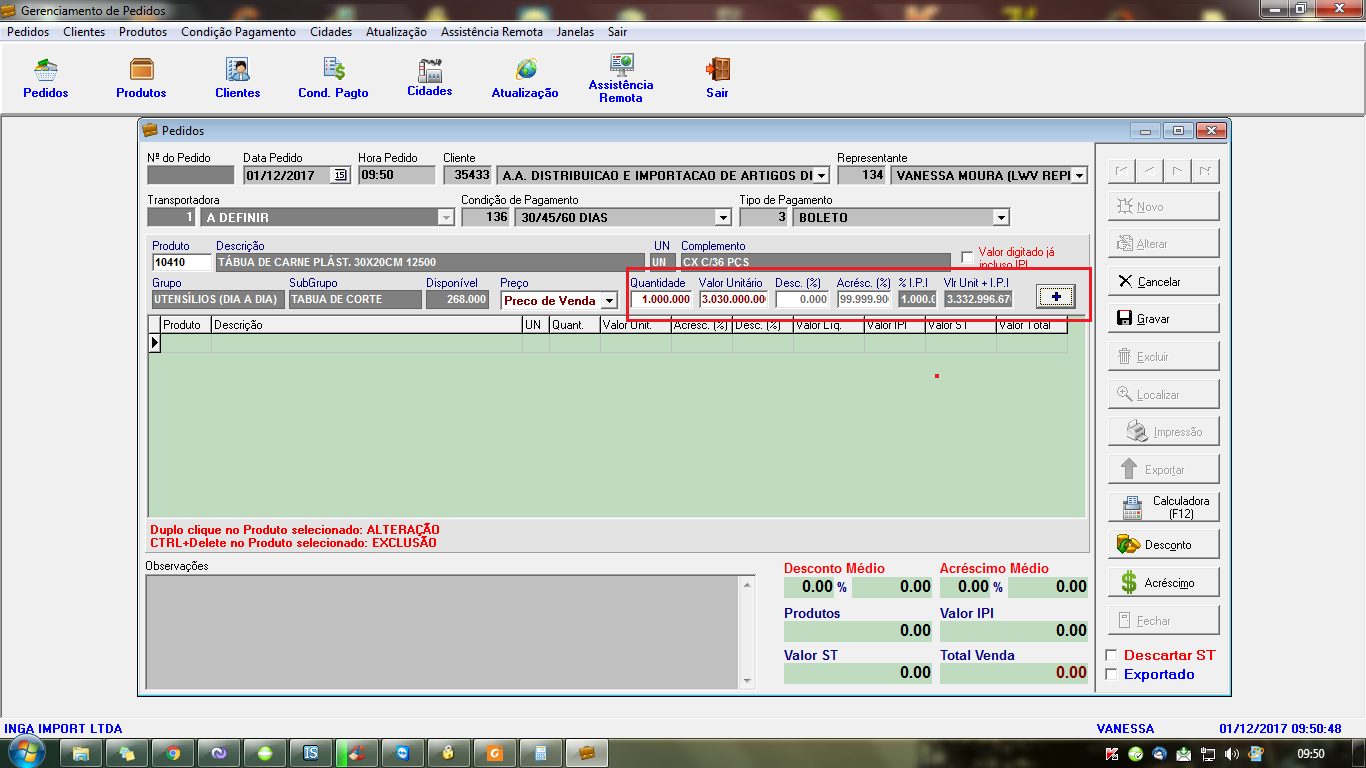 Gerenciamento de Pedidos
Pedidos Clientes Produtos Condição Pagamento Cidades Atualização Assistência Remota Janelas Sair
Pedidos Produtos Clientes Cond. Pagto Cidades Atualização Assistência Remota Sair
Pedidos
Nº do Pedido Data Pedido Hora Pedido Cliente Representante
01/12/2017 15 09:50 35433 A.A. DISTRIBUICAO E IMPORTACAO DE ARTIGOS DI 134 VANESSA MOURA (LWV REPI
Transportadora Condição de Pagamento Tipo de Pagamento
1 A DEFINIR 136 30/45/60 DIAS 3 BOLETO
Produto Descrição UN Complemento
10410 TÁBUA DE CARNE PLÁST. 30X20CM 12500 UN CX C/36 PCS
Valor digitado já
incluso IPI
Grupo SubGrupo Disponível Preço Quantidade Valor Unitário Desc. (%) Acrésc. (%) % I.P.I Vlr Unit + I.P.I
UTENSÍLIOS (DIA A DIA) TABUA DE CORTE 268.000 Preco de Venda 1.000.000 3.030.000.00 0.000 99.999.90 1.000.0 3.332.996.67 +
Produto Descrição UN Quant. Valor Unit. Acresc. (%) Desc. (%) Valor Liq. Valor IPI Valor ST Valor Total
Duplo clique no Produto selecionado: ALTERAÇÃO
CTRL+Delete no Produto selecionado: EXCLUSÃO
Observações
Desconto Médio Acréscimo Médio
0.00 % 0.00 0.00 % 0.00
Produtos Valor IPI
0.00 0.00
Valor ST Total Venda
0.00 0.00
Novo
Alterar
Cancelar
Gravar
Excluir
Localizar
Impressão
Exportar
Calculadora
(F12)
Desconto
Acréscimo
Fechar
Descartar ST
Exportado
INGA IMPORT LTDA VANESSA 01/12/2017 09:50:48
09:50